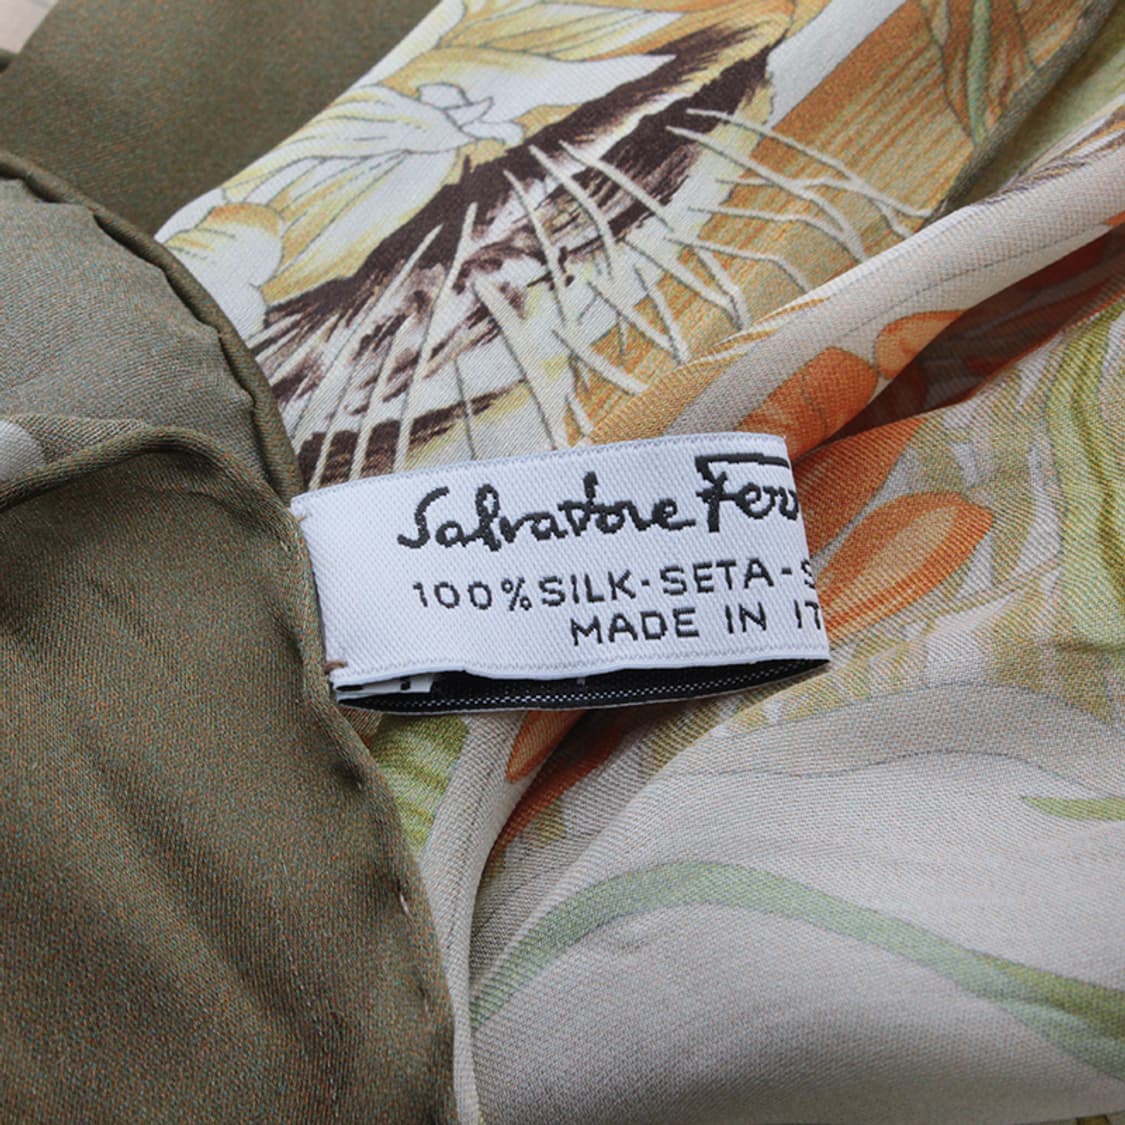 Salvatore Ferr
100% SILK-SETA-S
MADE IN IT